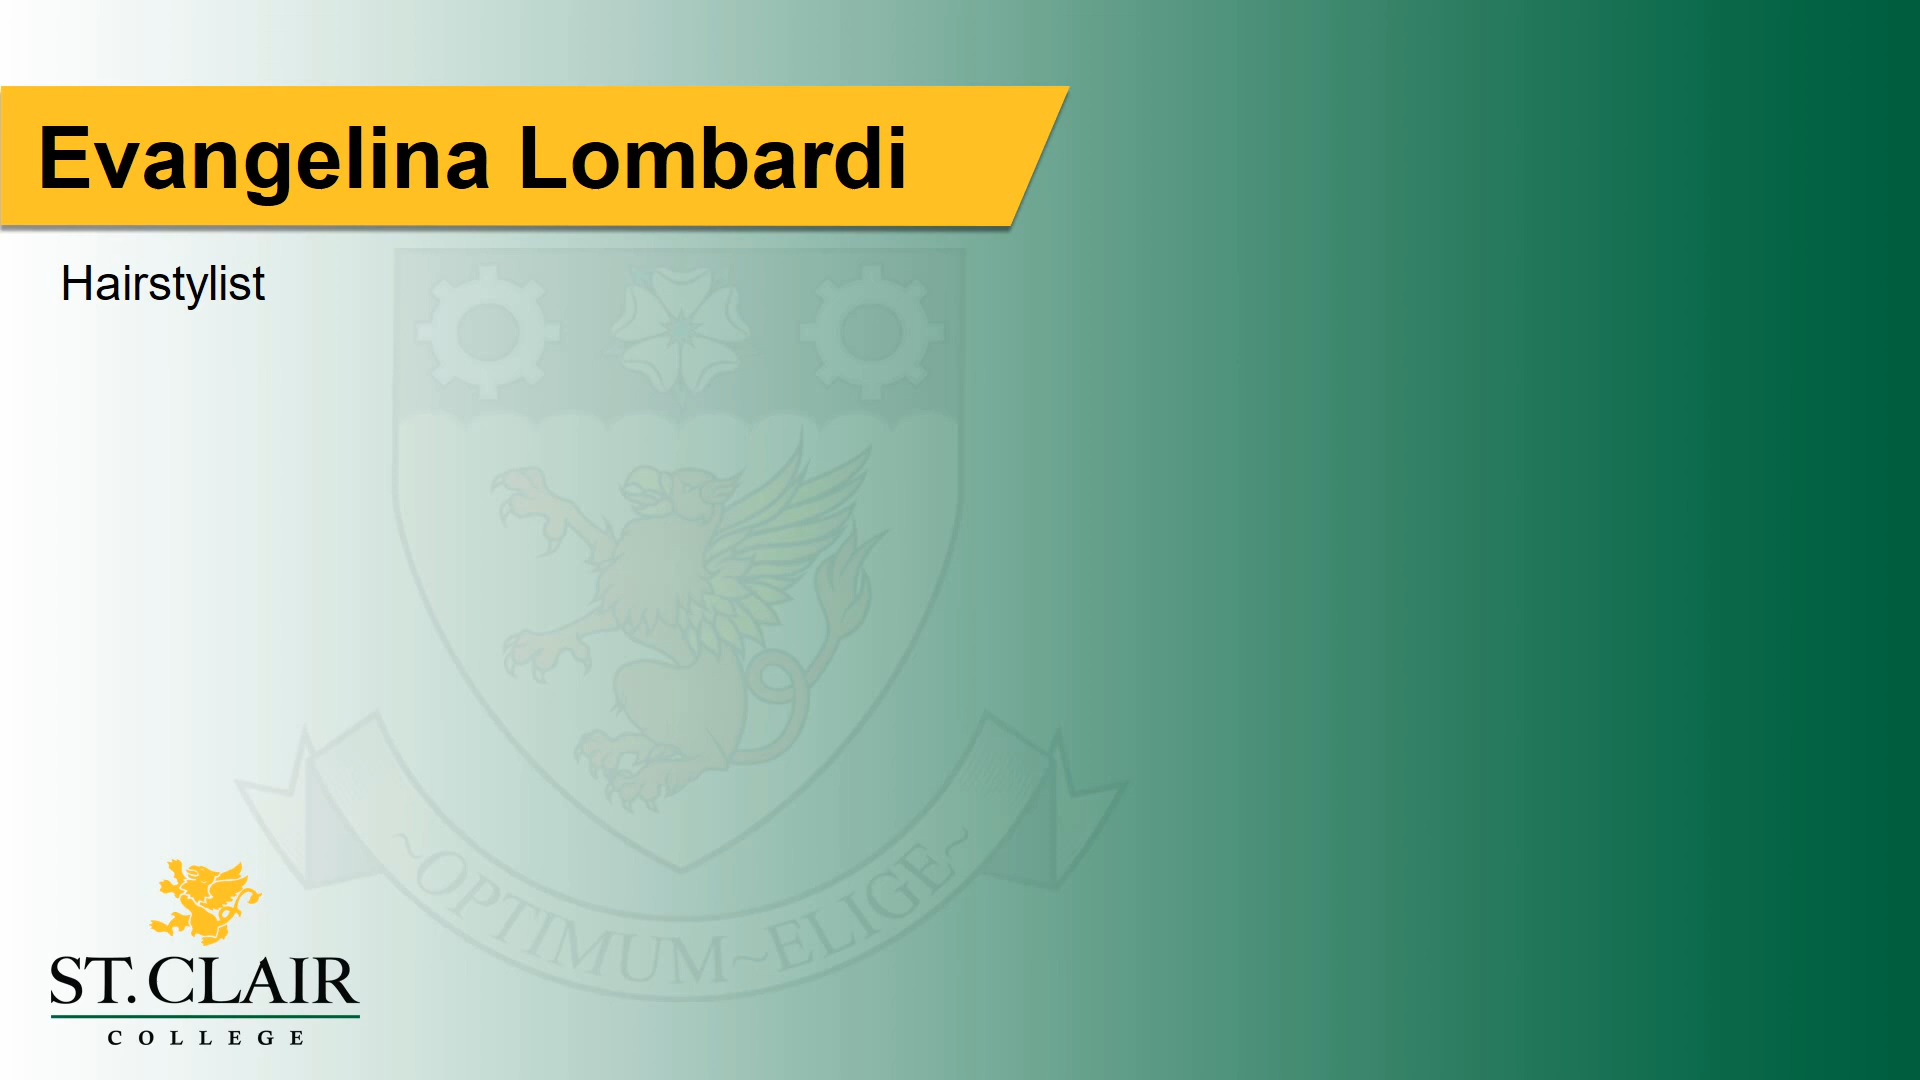 Evangelina Lombardi
Hairstylist
~OPTIMUM~ELIGE~
ST. CLAIR
COLLEGE